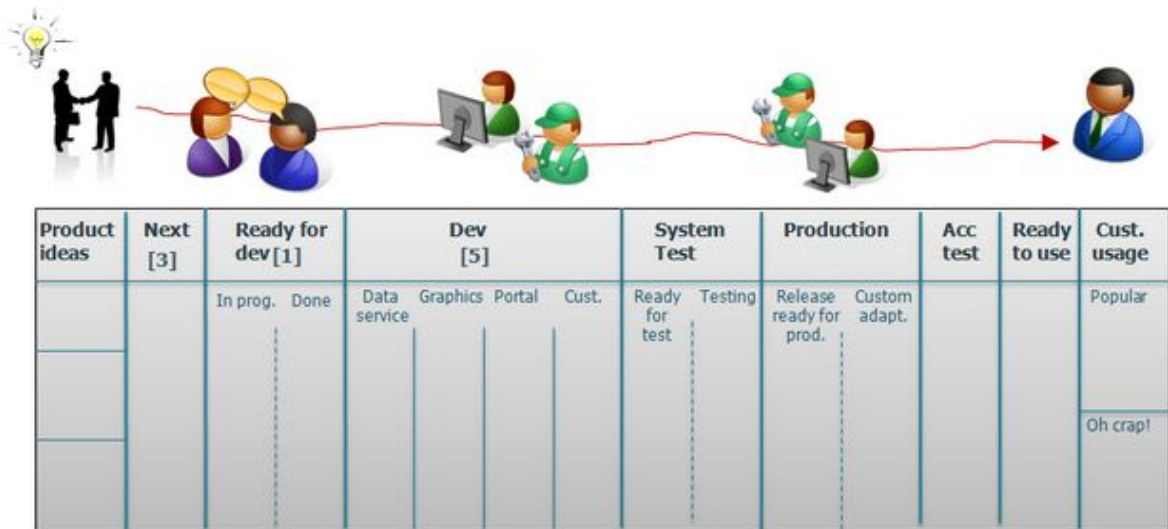 Product ideas
Next [3]
Ready for dev [1]
Dev [5]
System Test
Production
Acc test
Ready to use
Cust. usage
In prog.
Done
Data service
Graphics
Portal
Cust.
Ready for test
Testing
Release ready for prod.
Custom adapt.
Popular
Oh crap!